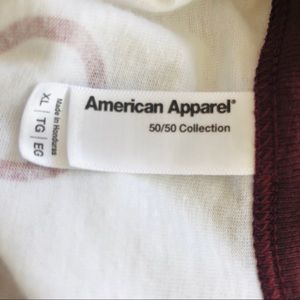 American Apparel®
50/50 Collection
XL | TG | EG
Made in Honduras